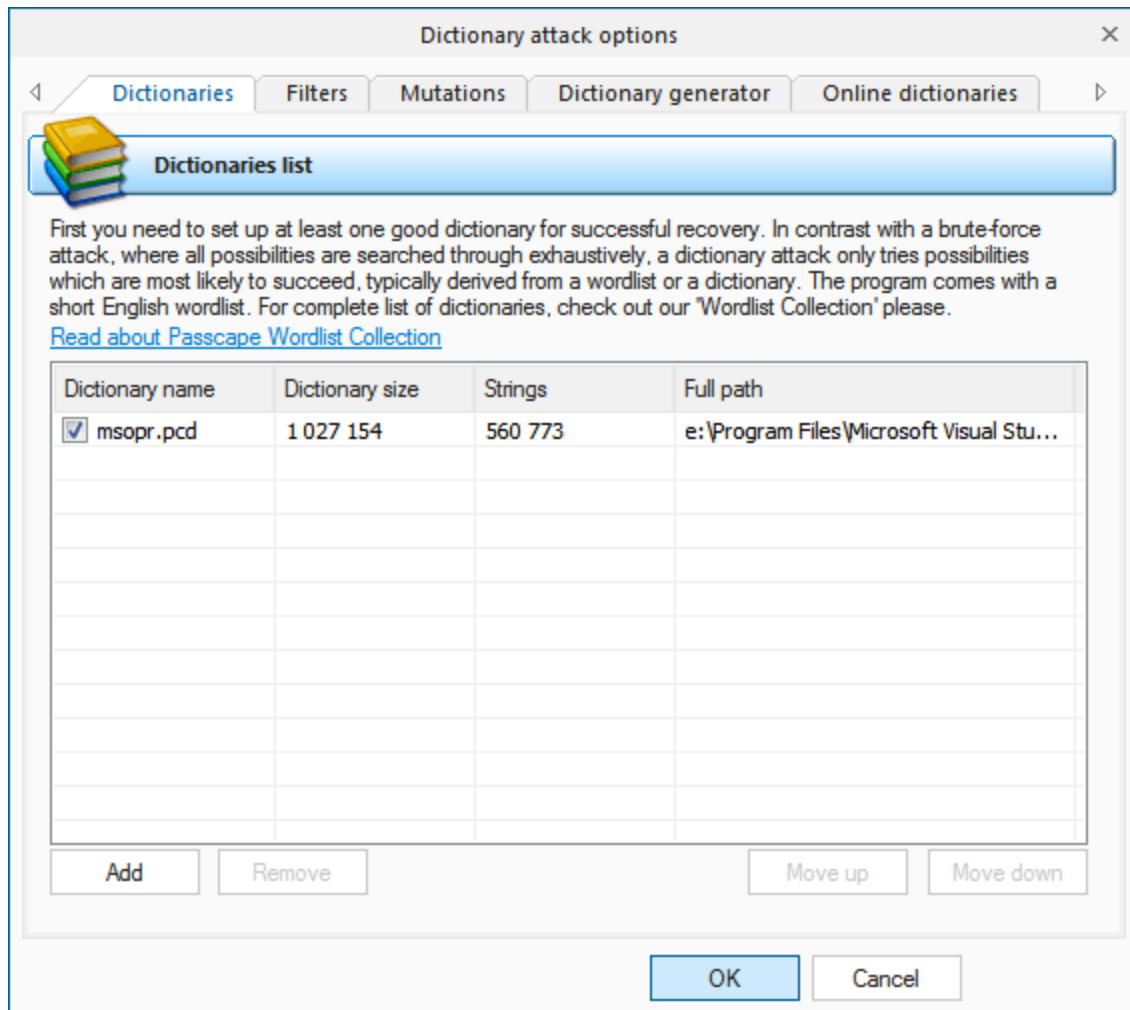 Dictionary attack options
Dictionaries
Filters
Mutations
Dictionary generator
Online dictionaries
Dictionaries list
First you need to set up at least one good dictionary for successful recovery. In contrast with a brute-force
attack, where all possibilities are searched through exhaustively, a dictionary attack only tries possibilities
which are most likely to succeed, typically derived from a wordlist or a dictionary. The program comes with a
short English wordlist. For complete list of dictionaries, check out our 'Wordlist Collection' please.
Read about Passcape Wordlist Collection
Dictionary name Dictionary size Strings Full path
msopr.pcd 1 027 154 560 773 e:\Program Files\Microsoft Visual Stu...
Add Remove Move up Move down
OK Cancel